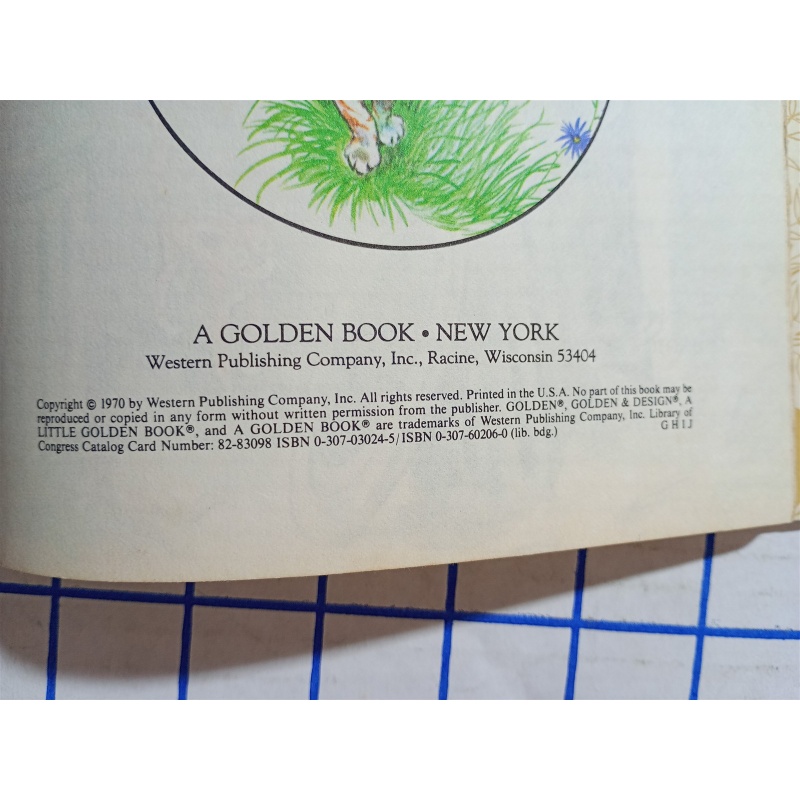 A GOLDEN BOOK • NEW YORK
Western Publishing Company, Inc., Racine, Wisconsin 53404
Copyright © 1970 by Western Publishing Company, Inc. All rights reserved. Printed in the U.S.A. No part of this book may be
reproduced or copied in any form without written permission from the publisher. GOLDEN®, GOLDEN & DESIGN®, A
LITTLE GOLDEN BOOK®, and A GOLDEN BOOK® are trademarks of Western Publishing Company, Inc. Library of
Congress Catalog Card Number: 82-83098 ISBN 0-307-03024-5/ISBN 0-307-60206-0 (lib. bdg.) G H I J